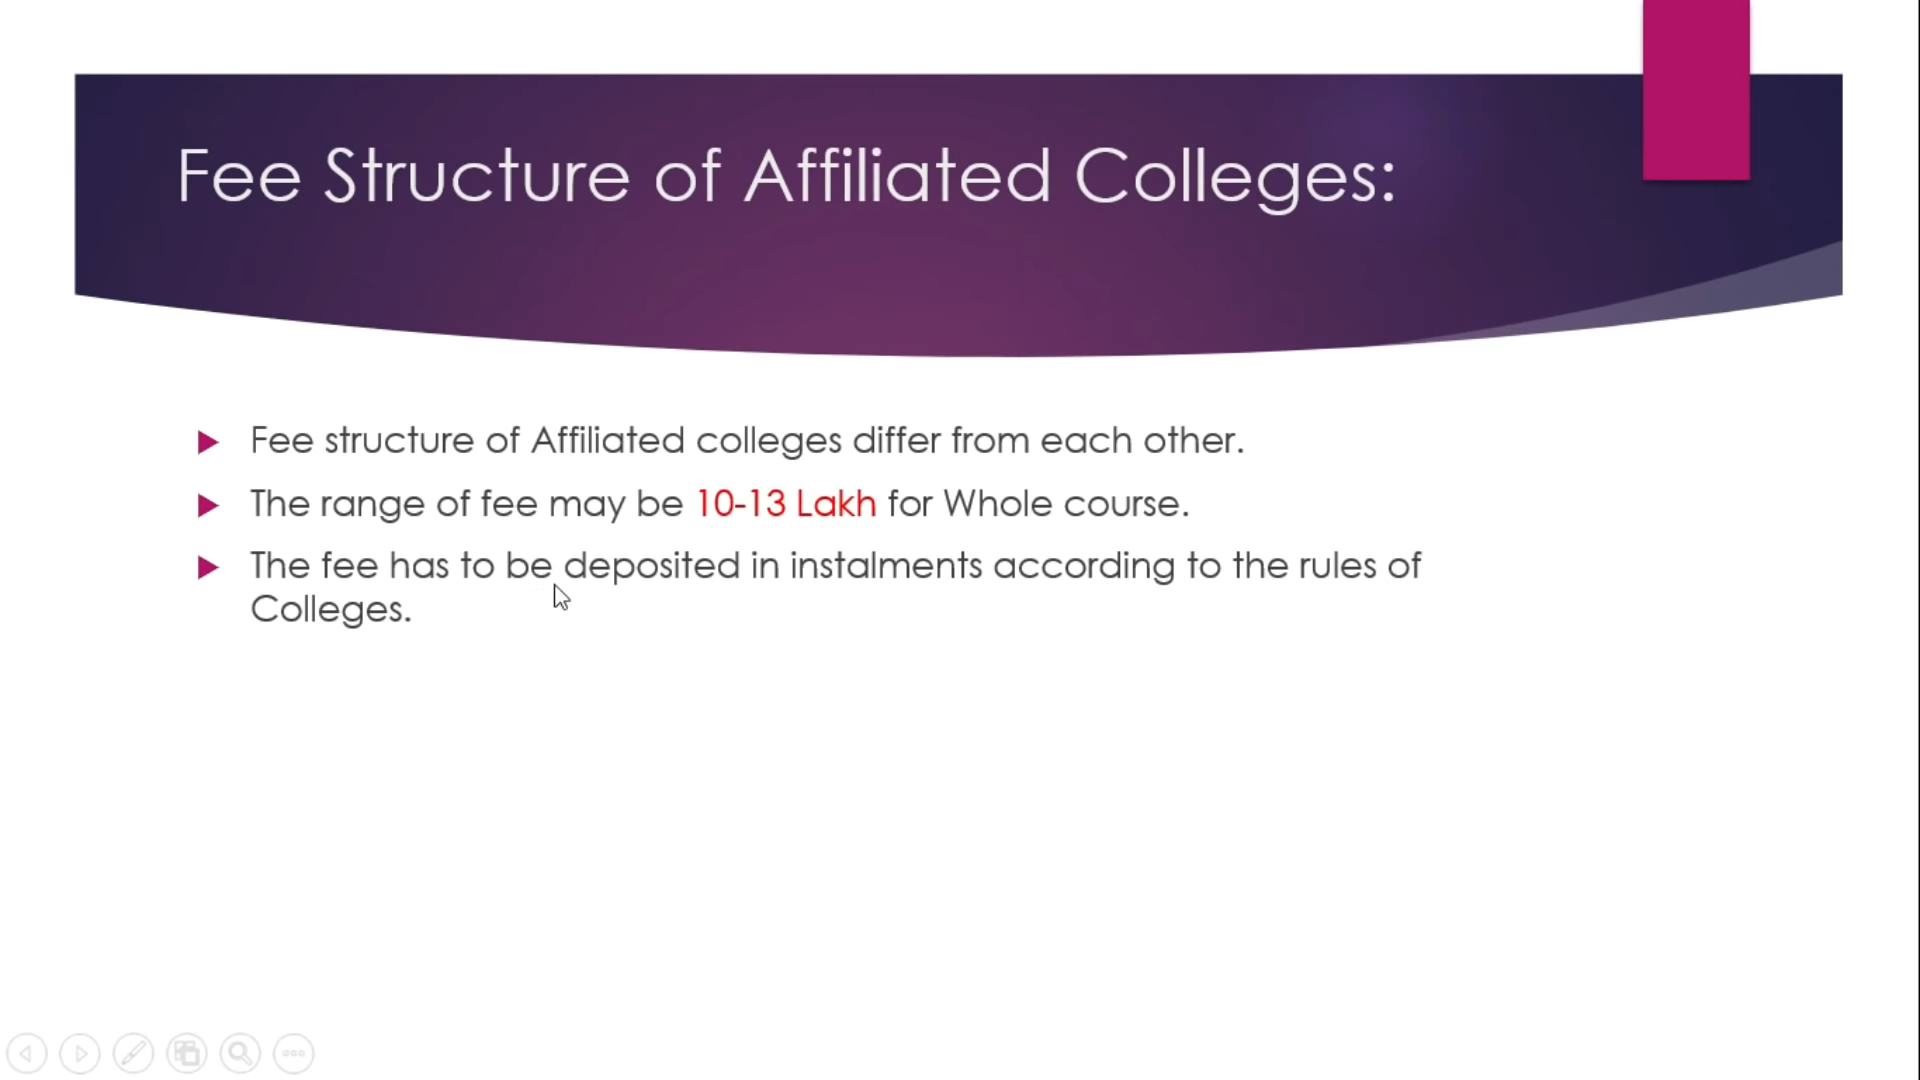 Fee Structure of Affiliated Colleges:
Fee structure of Affiliated colleges differ from each other.
The range of fee may be 10-13 Lakh for Whole course.
The fee has to be deposited in instalments according to the rules of
Colleges.